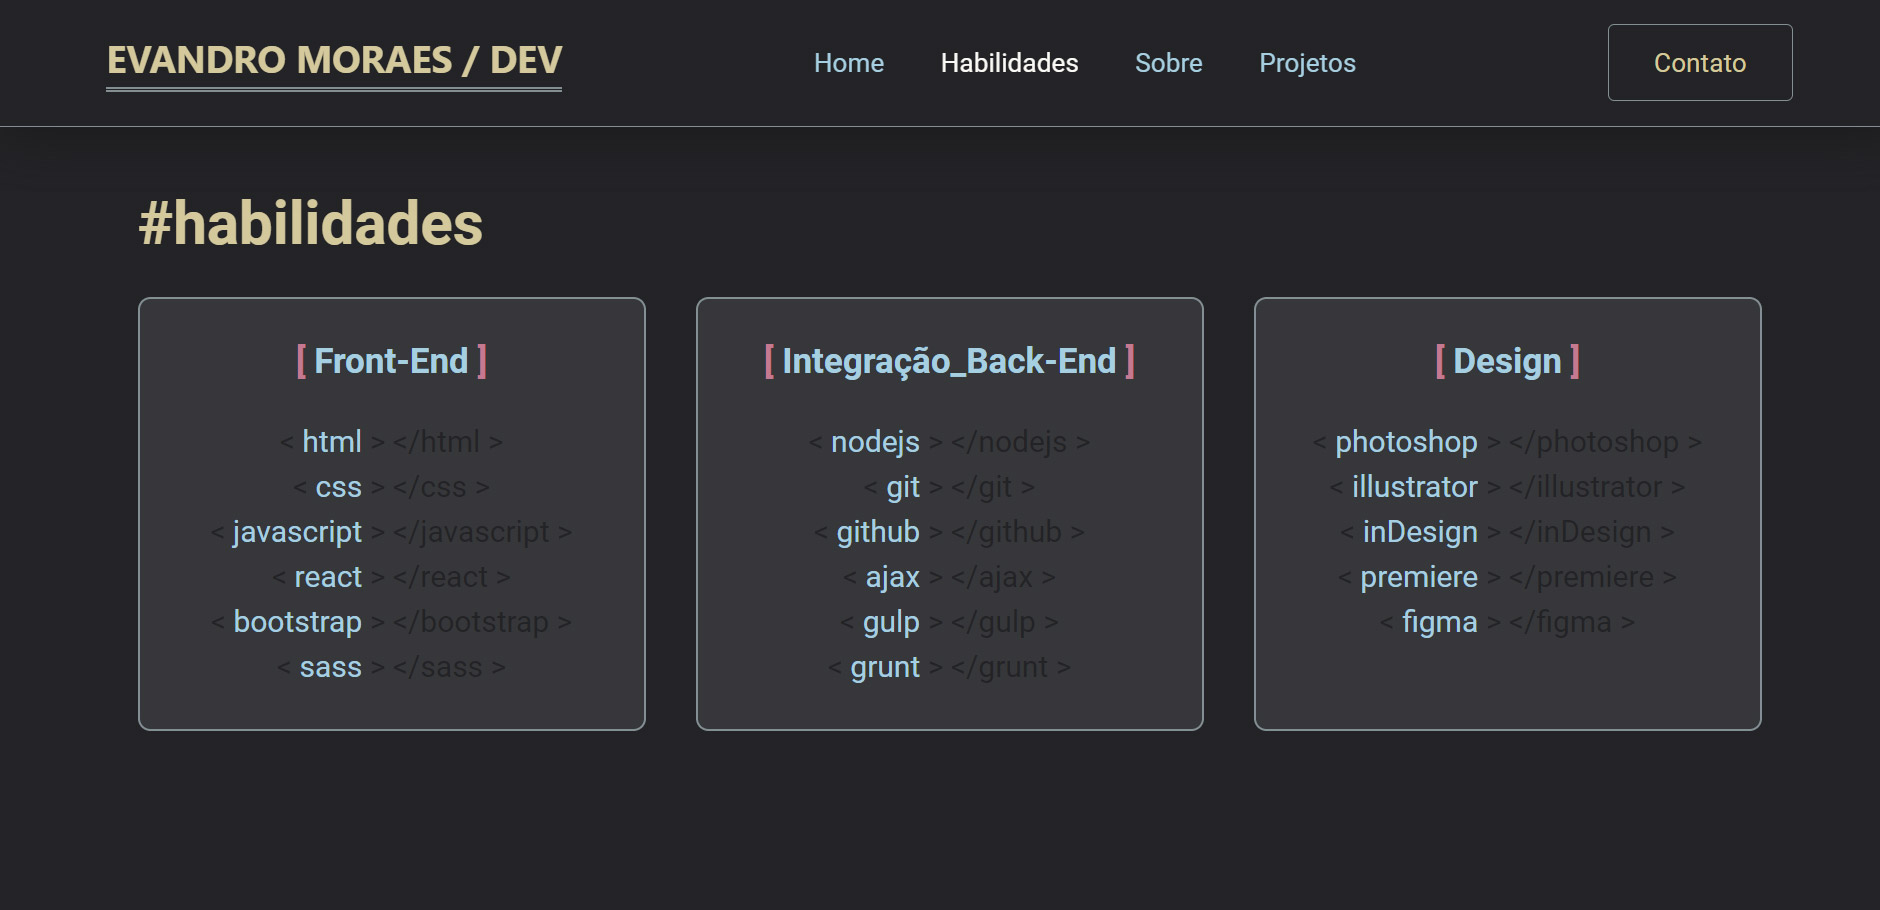 EVANDRO MORAES / DEV
Home Habilidades Sobre Projetos
Contato
#habilidades
[ Front-End ]
< html > </html >
< css > </css >
< javascript > </javascript >
< react > </react >
< bootstrap > </bootstrap >
< sass > </sass >
[ Integração_Back-End ]
< nodejs > </nodejs >
< git > </git >
< github > </github >
< ajax > </ajax >
< gulp > </gulp >
< grunt > </grunt >
[ Design ]
< photoshop > </photoshop >
< illustrator > </illustrator >
< inDesign > </inDesign >
< premiere > </premiere >
< figma > </figma >